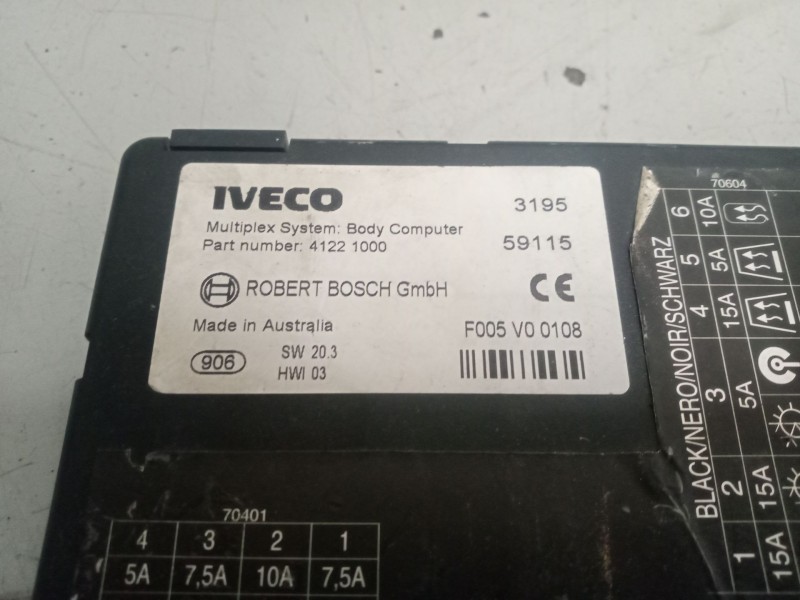 IVECO
3195
Multiplex System: Body Computer
Part number: 4122 1000
59115
ROBERT BOSCH GmbH
CE
Made in Australia
F005 V0 0108
906
SW 20.3
HWI 03
70401
4 3 2 1
5A 7,5A 10A 7,5A
70604
BLACK/NERO/NOIR/SCHWARZ
1 2 3 4 5 6
15A 15A 5A 15A 5A 10A